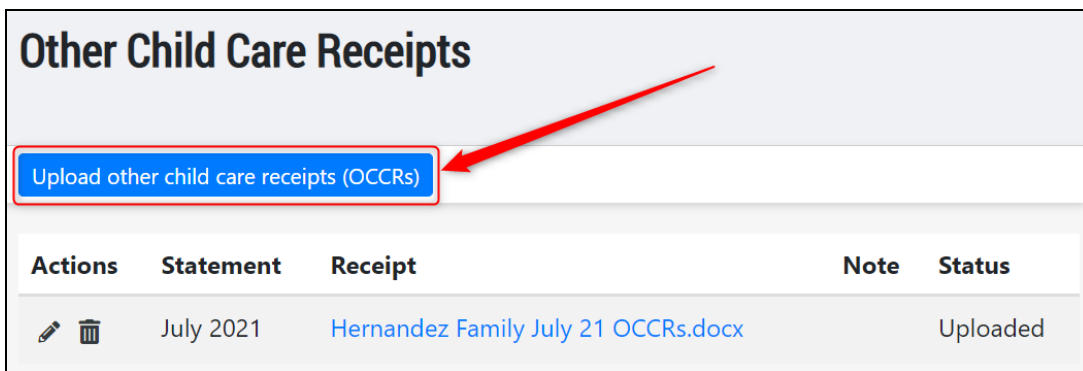 Other Child Care Receipts
Upload other child care receipts (OCCRs)
Actions Statement Receipt Note Status
July 2021 Hernandez Family July 21 OCCRs.docx Uploaded